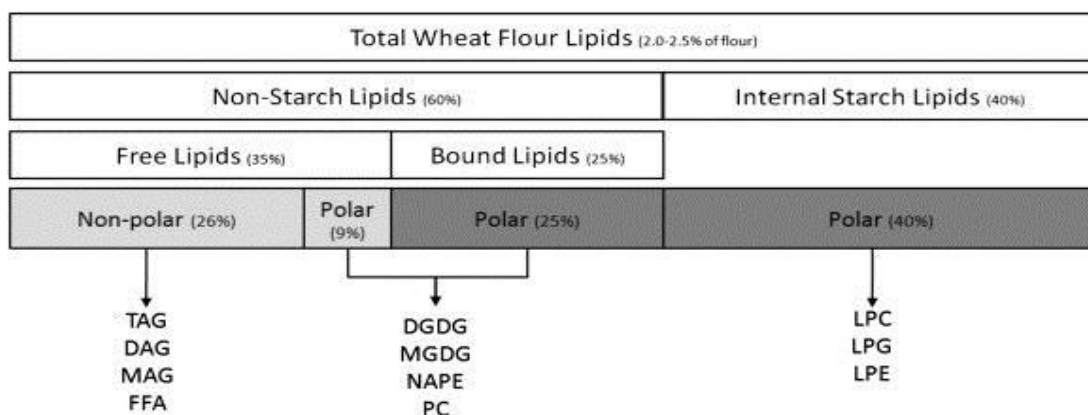 Total Wheat Flour Lipids (2.0-2.5% of flour)
Non-Starch Lipids (60%)
Internal Starch Lipids (40%)
Free Lipids (35%)
Bound Lipids (25%)
Non-polar (26%)
Polar
(9%)
Polar (25%)
Polar (40%)
TAG
DAG
MAG
FFA
DGDG
MGDG
NAPE
PC
LPC
LPG
LPE